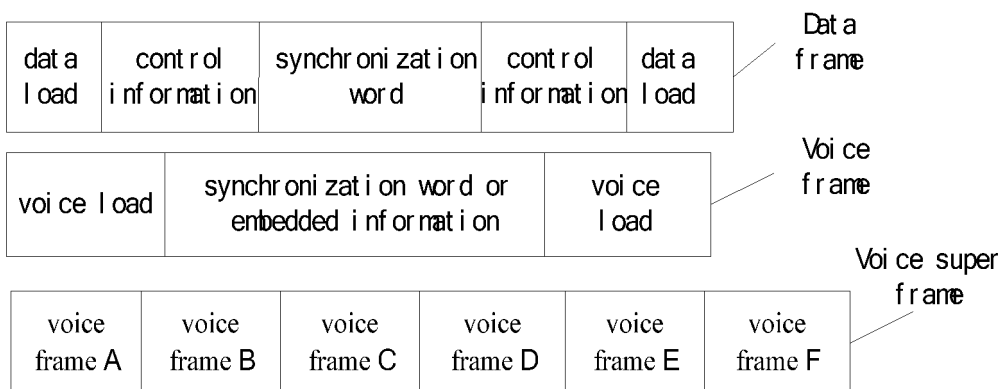 data load
control information
synchronization word
control information
data load
Data frame
voice load
synchronization word or embedded information
voice load
Voice frame
voice frame A
voice frame B
voice frame C
voice frame D
voice frame E
voice frame F
Voice super frame